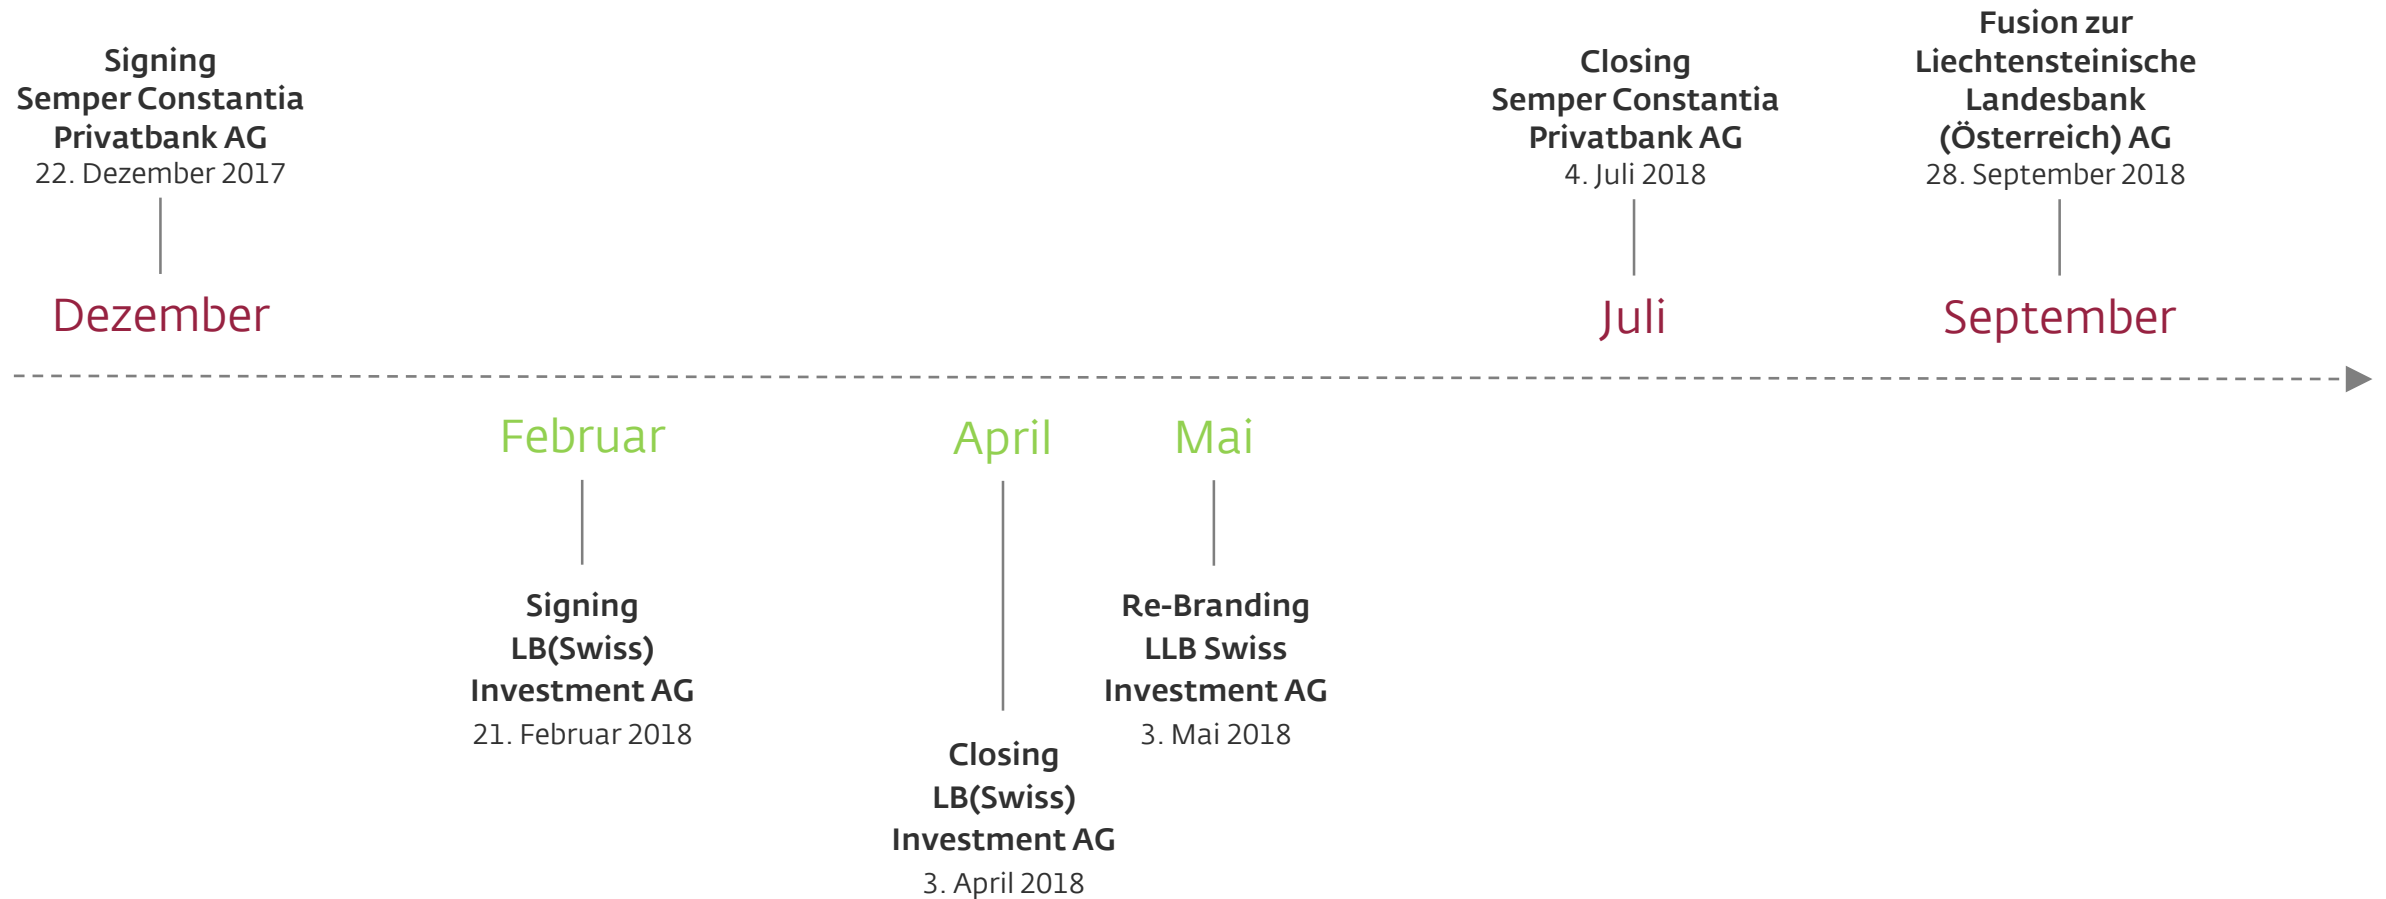 Signing
Semper Constantia
Privatbank AG
22. Dezember 2017
Dezember
Closing
Semper Constantia
Privatbank AG
4. Juli 2018
Juli
Fusion zur
Liechtensteinische
Landesbank
(Österreich) AG
28. September 2018
September
Februar
Signing
LB(Swiss)
Investment AG
21. Februar 2018
April
Closing
LB(Swiss)
Investment AG
3. April 2018
Mai
Re-Branding
LLB Swiss
Investment AG
3. Mai 2018